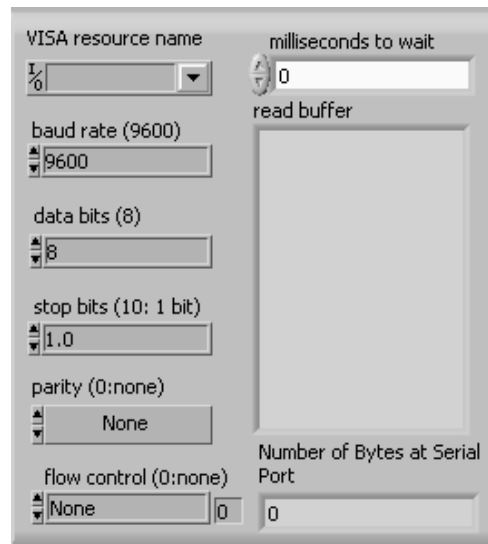 VISA resource name
I/O
baud rate (9600)
9600
data bits (8)
8
stop bits (10: 1 bit)
1.0
parity (0:none)
None
flow control (0:none)
None 0
milliseconds to wait
0
read buffer
Number of Bytes at Serial
Port
0